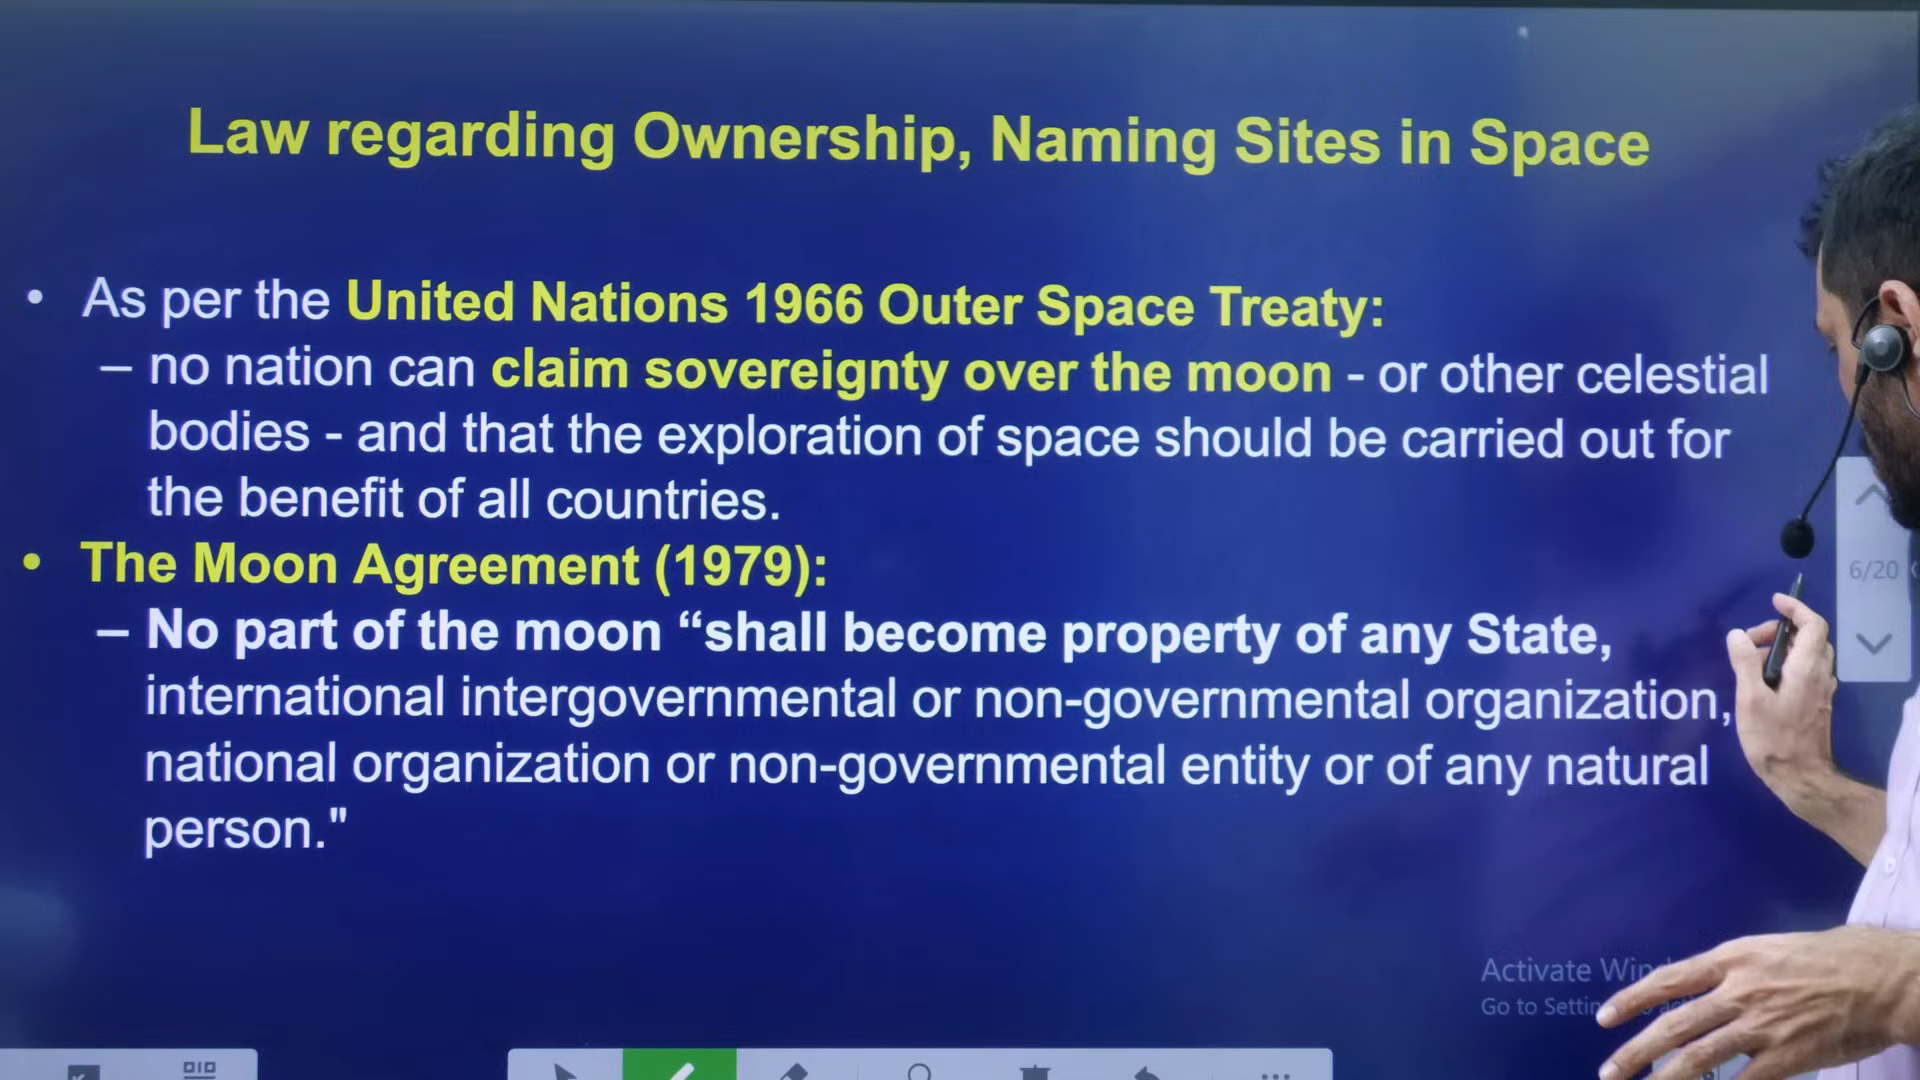 Law regarding Ownership, Naming Sites in Space
• As per the United Nations 1966 Outer Space Treaty:
– no nation can claim sovereignty over the moon - or other celestial
bodies - and that the exploration of space should be carried out for
the benefit of all countries.
• The Moon Agreement (1979):
– No part of the moon “shall become property of any State,
international intergovernmental or non-governmental organization,
national organization or non-governmental entity or of any natural
person."
6/20
Activate
Go to